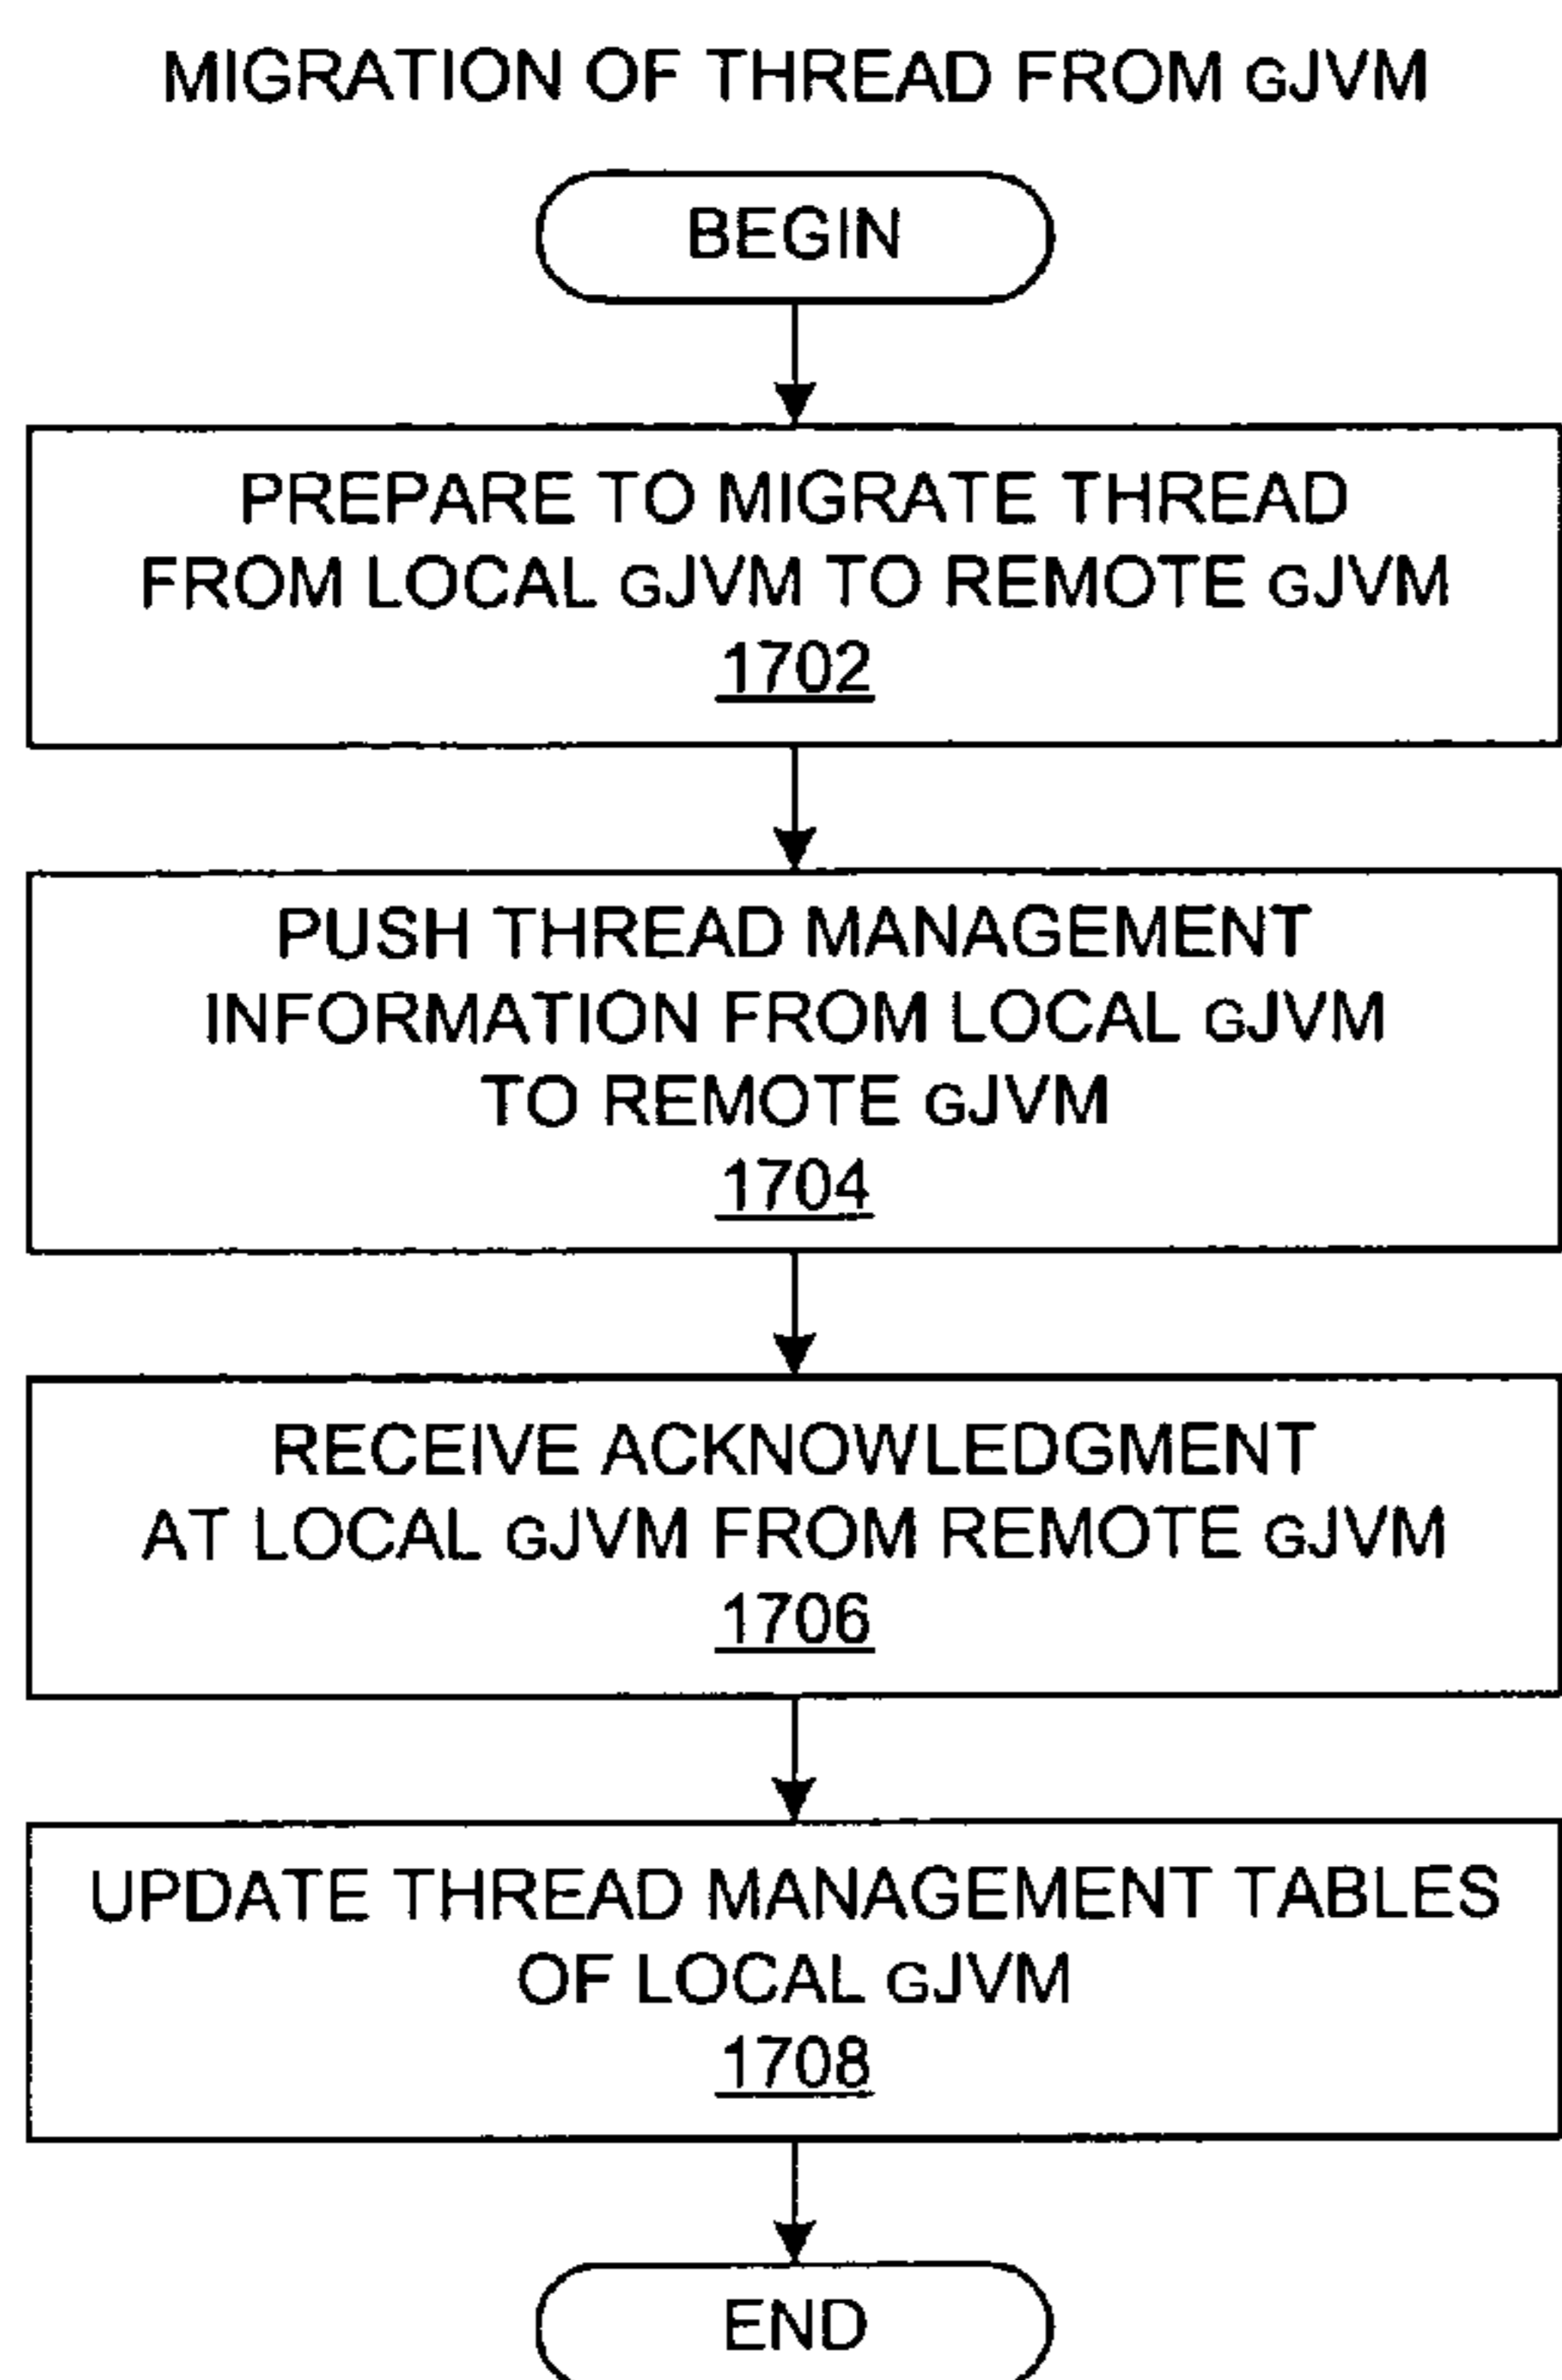 MIGRATION OF THREAD FROM GJVM
BEGIN
PREPARE TO MIGRATE THREAD
FROM LOCAL GJVM TO REMOTE GJVM
1702
PUSH THREAD MANAGEMENT
INFORMATION FROM LOCAL GJVM
TO REMOTE GJVM
1704
RECEIVE ACKNOWLEDGMENT
AT LOCAL GJVM FROM REMOTE GJVM
1706
UPDATE THREAD MANAGEMENT TABLES
OF LOCAL GJVM
1708
END